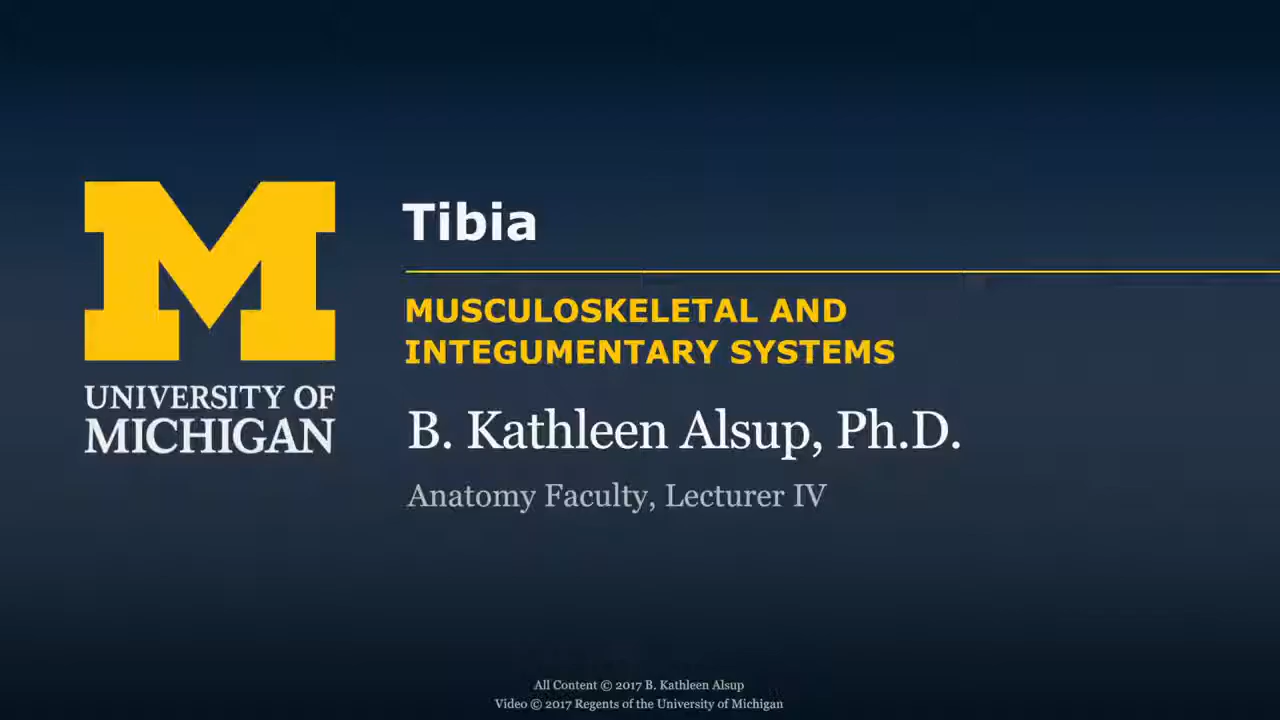 Tibia
MUSCULOSKELETAL AND
INTEGUMENTARY SYSTEMS
B. Kathleen Alsup, Ph.D.
Anatomy Faculty, Lecturer IV
M
UNIVERSITY OF
MICHIGAN
All Content © 2017 B. Kathleen Alsup
Video © 2017 Regents of the University of Michigan